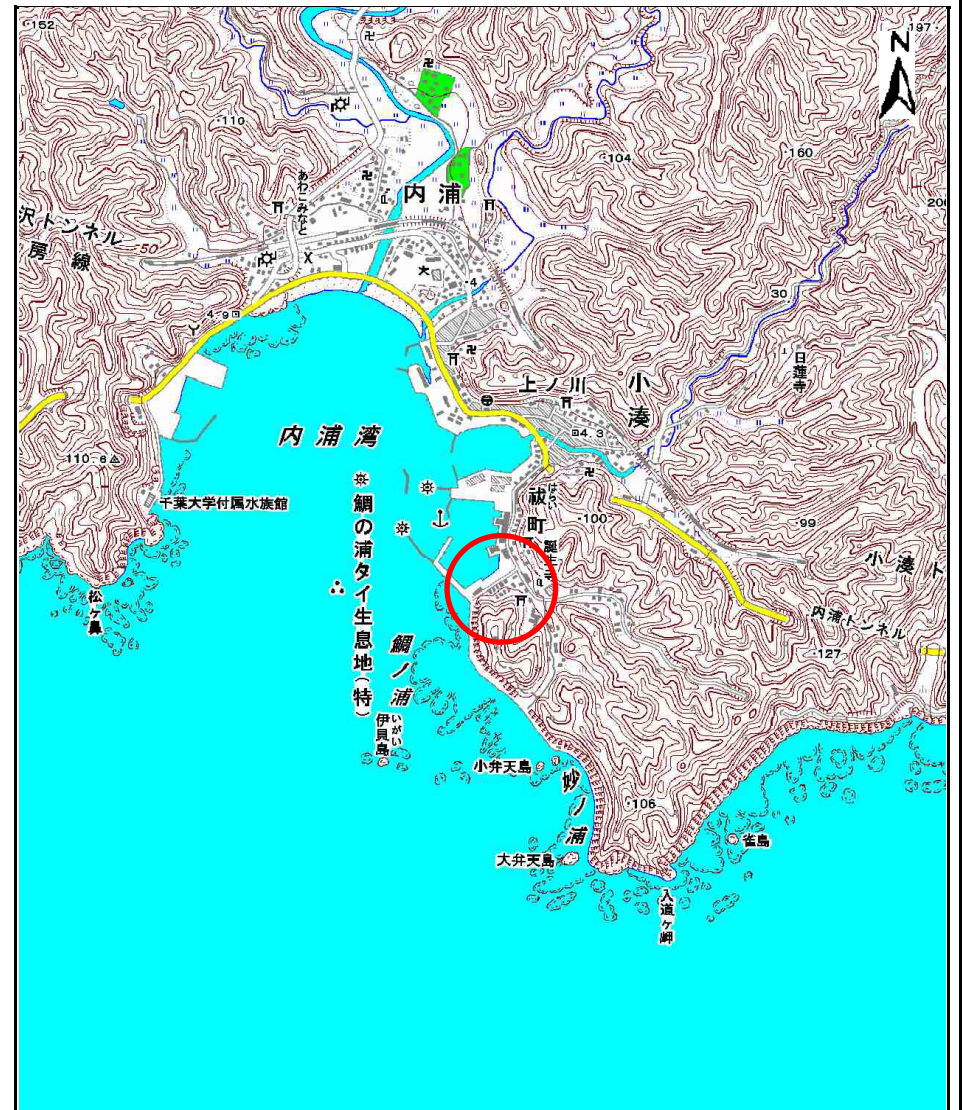 ・152
197・
N
・110
・104
・160
200
内浦
あわこみなと
沢トンネル
房線
・50
X
大
・4
4.9
30
日蓮寺
上ノ川
小湊
4.3
内浦湾
110.6
千葉大学付属水族館
はらい
祓町
誕生寺
・100
・99
小湊ト
内浦トンネル
・127
松ヶ鼻
鯛の浦タイ生息地(特)
鯛ノ浦
いがい
伊貝島
小弁天島
妙ノ浦
・106
雀島
大弁天島
入道ヶ岬